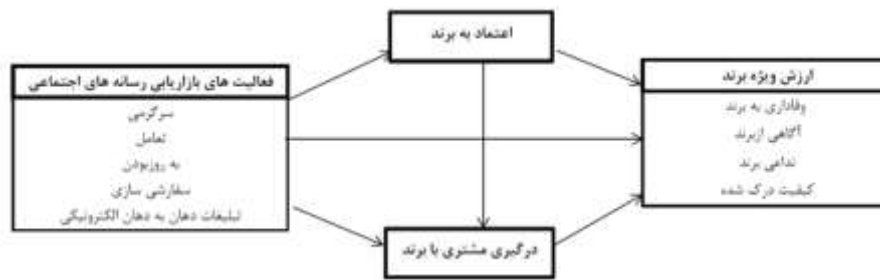 اعتماد به برند
فعالیت های بازاریابی رسانه های اجتماعی
سرگرمی
تعامل
به روزبودن
سفارشی سازی
تبلیغات دهان به دهان الکترونیکی
ارزش ویژه برند
وفاداری به برند
آگاهی ازبرند
تداعی برند
کیفیت درک شده
درگیری مشتری با برند